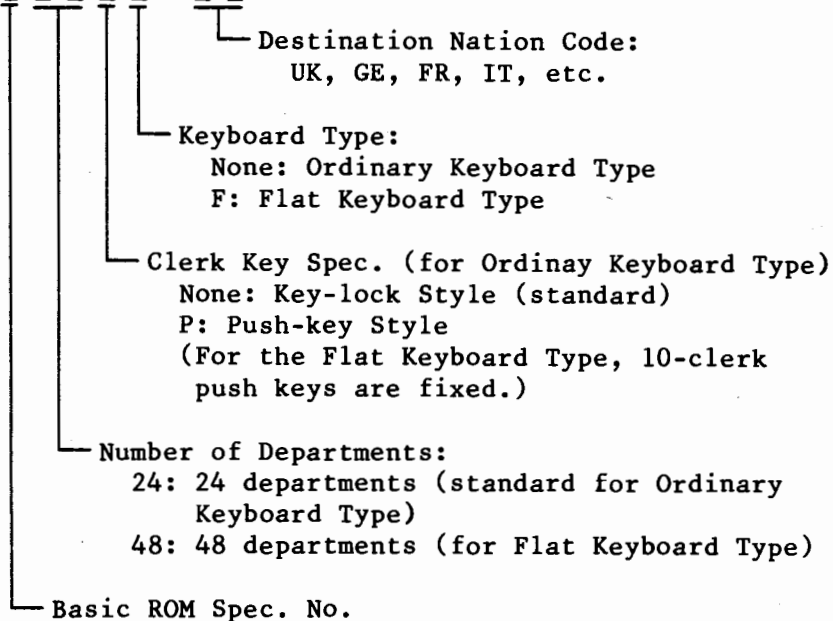 Destination Nation Code:
UK, GE, FR, IT, etc.
Keyboard Type:
None: Ordinary Keyboard Type
F: Flat Keyboard Type
Clerk Key Spec. (for Ordinay Keyboard Type)
None: Key-lock Style (standard)
P: Push-key Style
(For the Flat Keyboard Type, 10-clerk
push keys are fixed.)
Number of Departments:
24: 24 departments (standard for Ordinary
Keyboard Type)
48: 48 departments (for Flat Keyboard Type)
Basic ROM Spec. No.